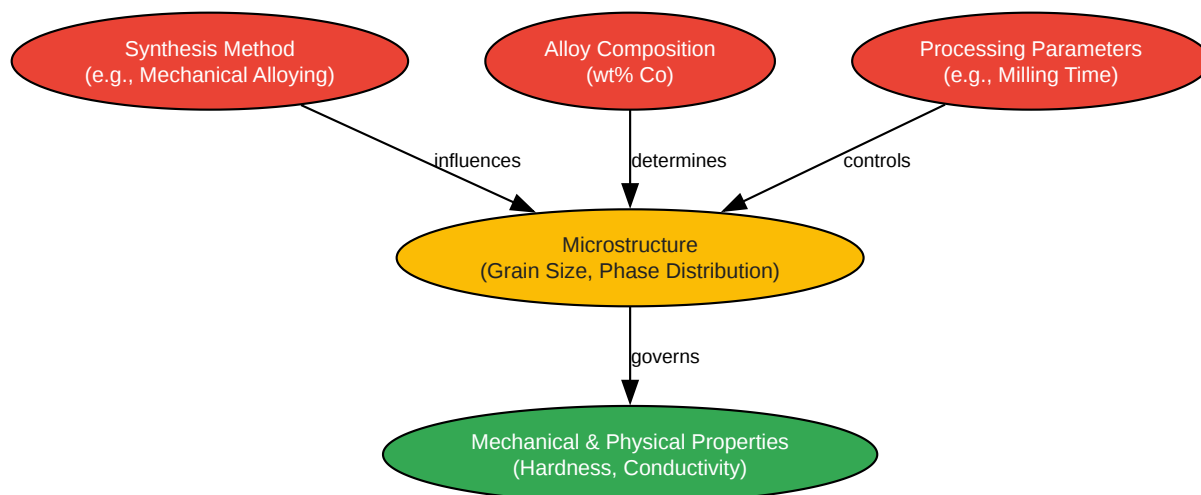 Synthesis Method
(e.g., Mechanical Alloying)
Alloy Composition
(wt% Co)
Processing Parameters
(e.g., Milling Time)
influences
determines
controls
Microstructure
(Grain Size, Phase Distribution)
governs
Mechanical & Physical Properties
(Hardness, Conductivity)